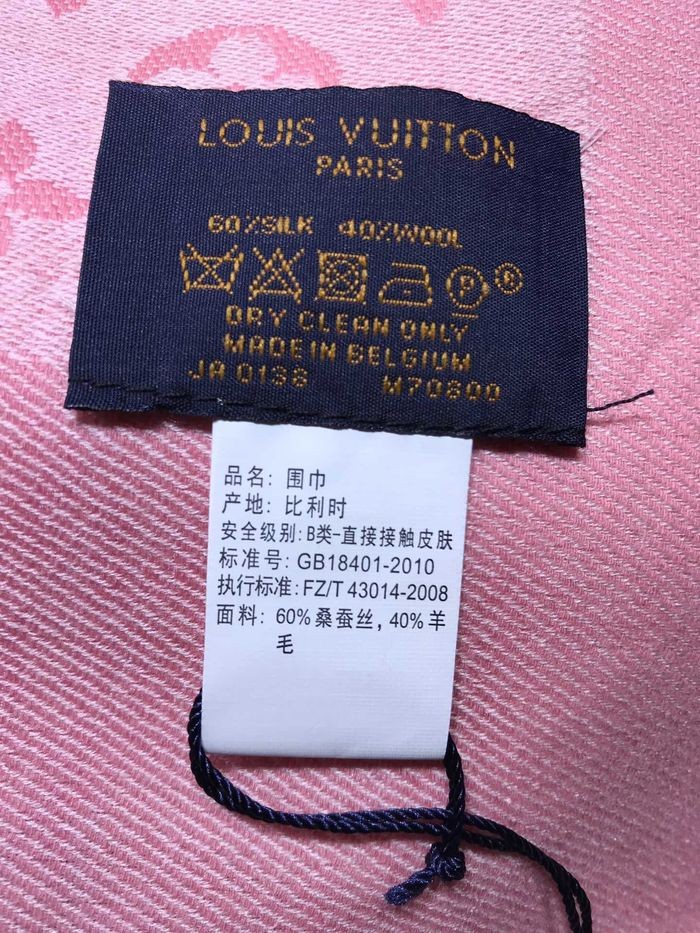 LOUIS VUITTON
PARIS
60%SILK 40%WOOL
P
DRY CLEAN ONLY
MADE IN BELGIUM
JA 0138 M70800
品名: 围巾
产地: 比利时
安全级别: B类-直接接触皮肤
标准号: GB18401-2010
执行标准: FZ/T 43014-2008
面料: 60%桑蚕丝, 40%羊
毛